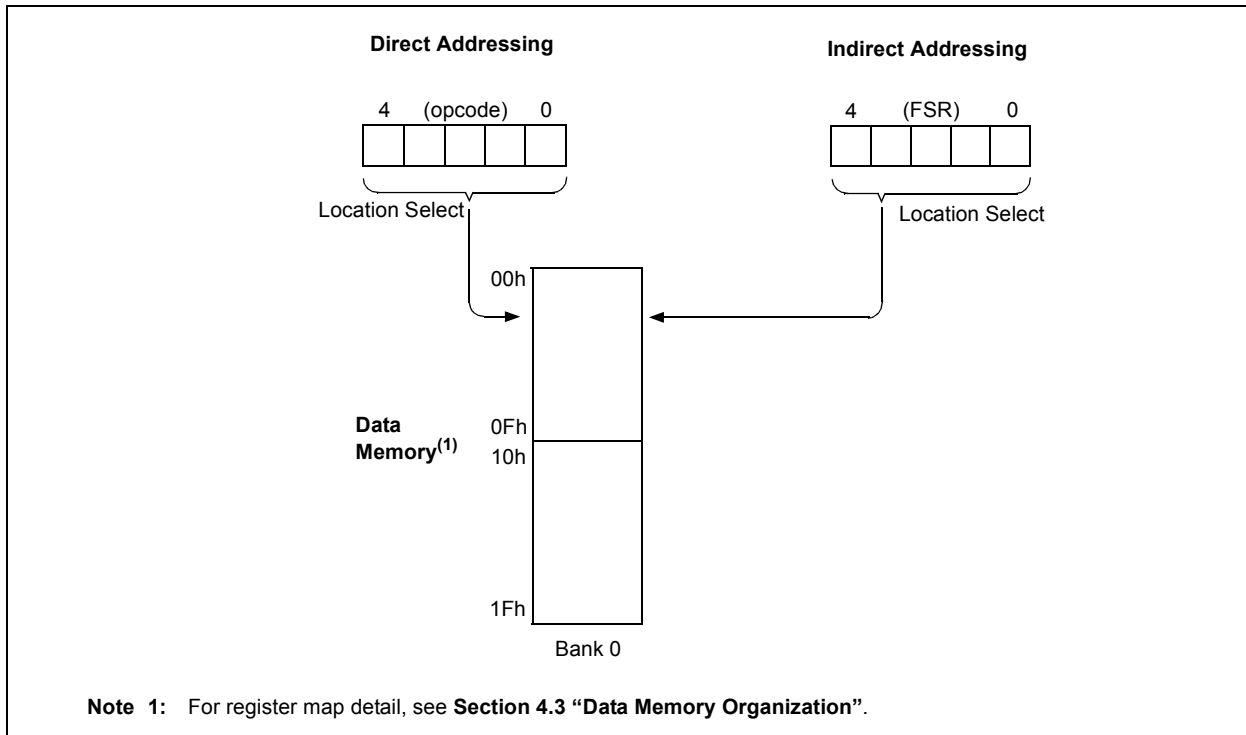 Direct Addressing
Indirect Addressing
4 (opcode) 0
4 (FSR) 0
Location Select
Location Select
00h
Data
Memory(1)
0Fh
10h
1Fh
Bank 0
Note 1: For register map detail, see Section 4.3 “Data Memory Organization”.